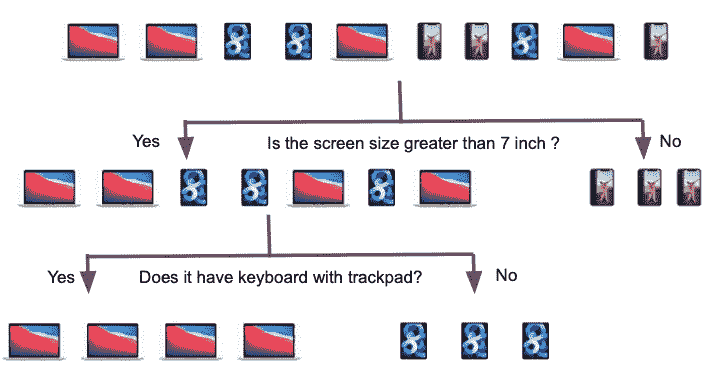 Yes
Is the screen size greater than 7 inch ?
No
Yes
Does it have keyboard with trackpad?
No